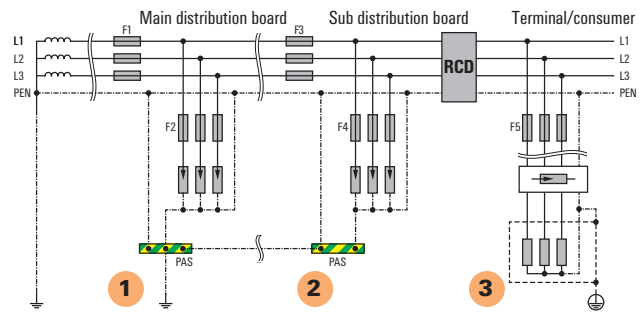 Main distribution board Sub distribution board Terminal/consumer
F1 F3
L1 L1
L2 L2
RCD
L3 L3
PEN PEN
F2 F4 F5
PAS PAS
1 2 3